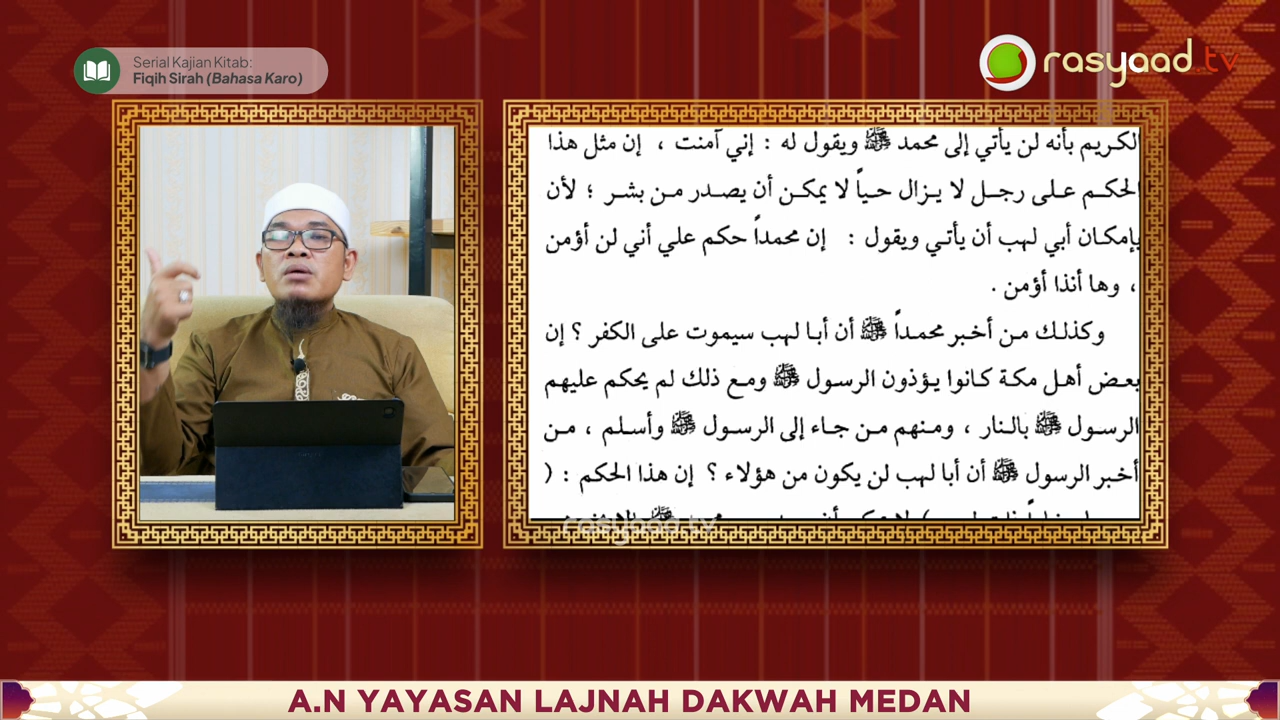 Serial Kajian Kitab:
Fiqih Sirah (Bahasa Karo)
rasyaad tv
الكريم بأنه لن يأتي إلى محمد ﷺ ويقول له : إني آمنت ، إن مثل هذا
الحكم على رجل لا يزال حياً لا يمكن أن يصدر من بشر ؛ لأن
بإمكان أبي لهب أن يأتي ويقول : إن محمداً حكم علي أني لن أؤمن
، وها أنذا أؤمن .
وكذلك من أخبر محمداً ﷺ أن أبا لهب سيموت على الكفر ؟ إن
بعض أهل مكة كانوا يؤذون الرسول ﷺ ومع ذلك لم يحكم عليهم
الرسول ﷺ بالنار ، ومنهم من جاء إلى الرسول ﷺ وأسلم ، من
أخبر الرسول ﷺ أن أبا لهب لن يكون من هؤلاء ؟ إن هذا الحكم : (
rasyaad tv
A.N YAYASAN LAJNAH DAKWAH MEDAN